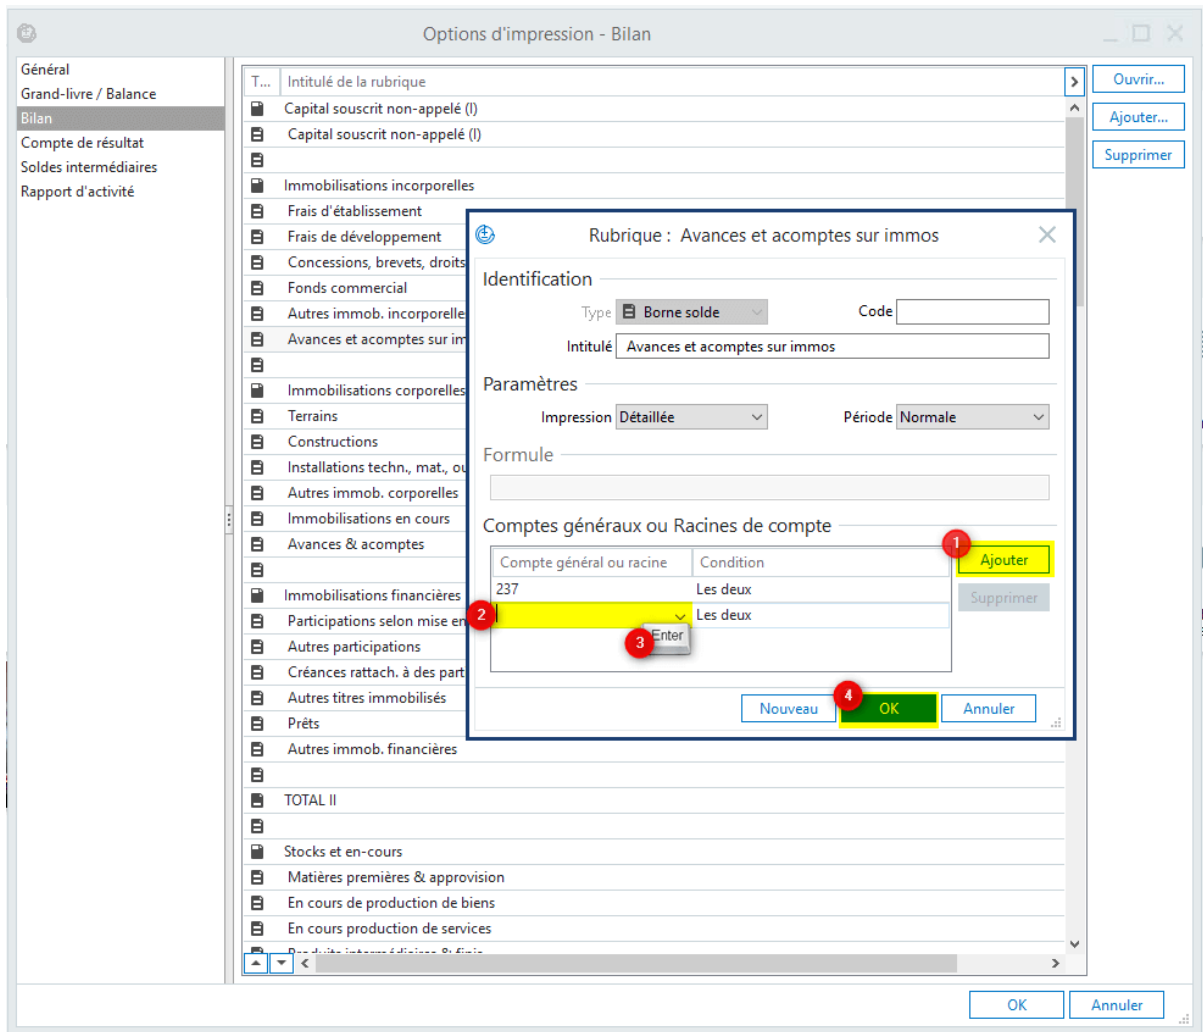 Options d'impression - Bilan
Général
Grand-livre / Balance
Bilan
Compte de résultat
Soldes intermédiaires
Rapport d'activité
T... Intitulé de la rubrique
Capital souscrit non-appelé (I)
Capital souscrit non-appelé (I)
Immobilisations incorporelles
Frais d'établissement
Frais de développement
Concessions, brevets, droits
Fonds commercial
Autres immob. incorporelle
Avances et acomptes sur im
Immobilisations corporelles
Terrains
Constructions
Installations techn., mat., ou
Autres immob. corporelles
Immobilisations en cours
Avances & acomptes
Immobilisations financières
Participations selon mise en
Autres participations
Créances rattach. à des part
Autres titres immobilisés
Prêts
Autres immob. financières
TOTAL II
Stocks et en-cours
Matières premières & approvision
En cours de production de biens
En cours production de services
Produits intermédiaires & finis
Ouvrir...
Ajouter...
Supprimer
Rubrique : Avances et acomptes sur immos
Identification
Type Borne solde Code
Intitulé Avances et acomptes sur immos
Paramètres
Impression Détaillée Période Normale
Formule
Comptes généraux ou Racines de compte
1
Compte général ou racine Condition Ajouter
237 Les deux
Supprimer
2 Les deux
3 Enter
4
Nouveau OK Annuler
OK Annuler